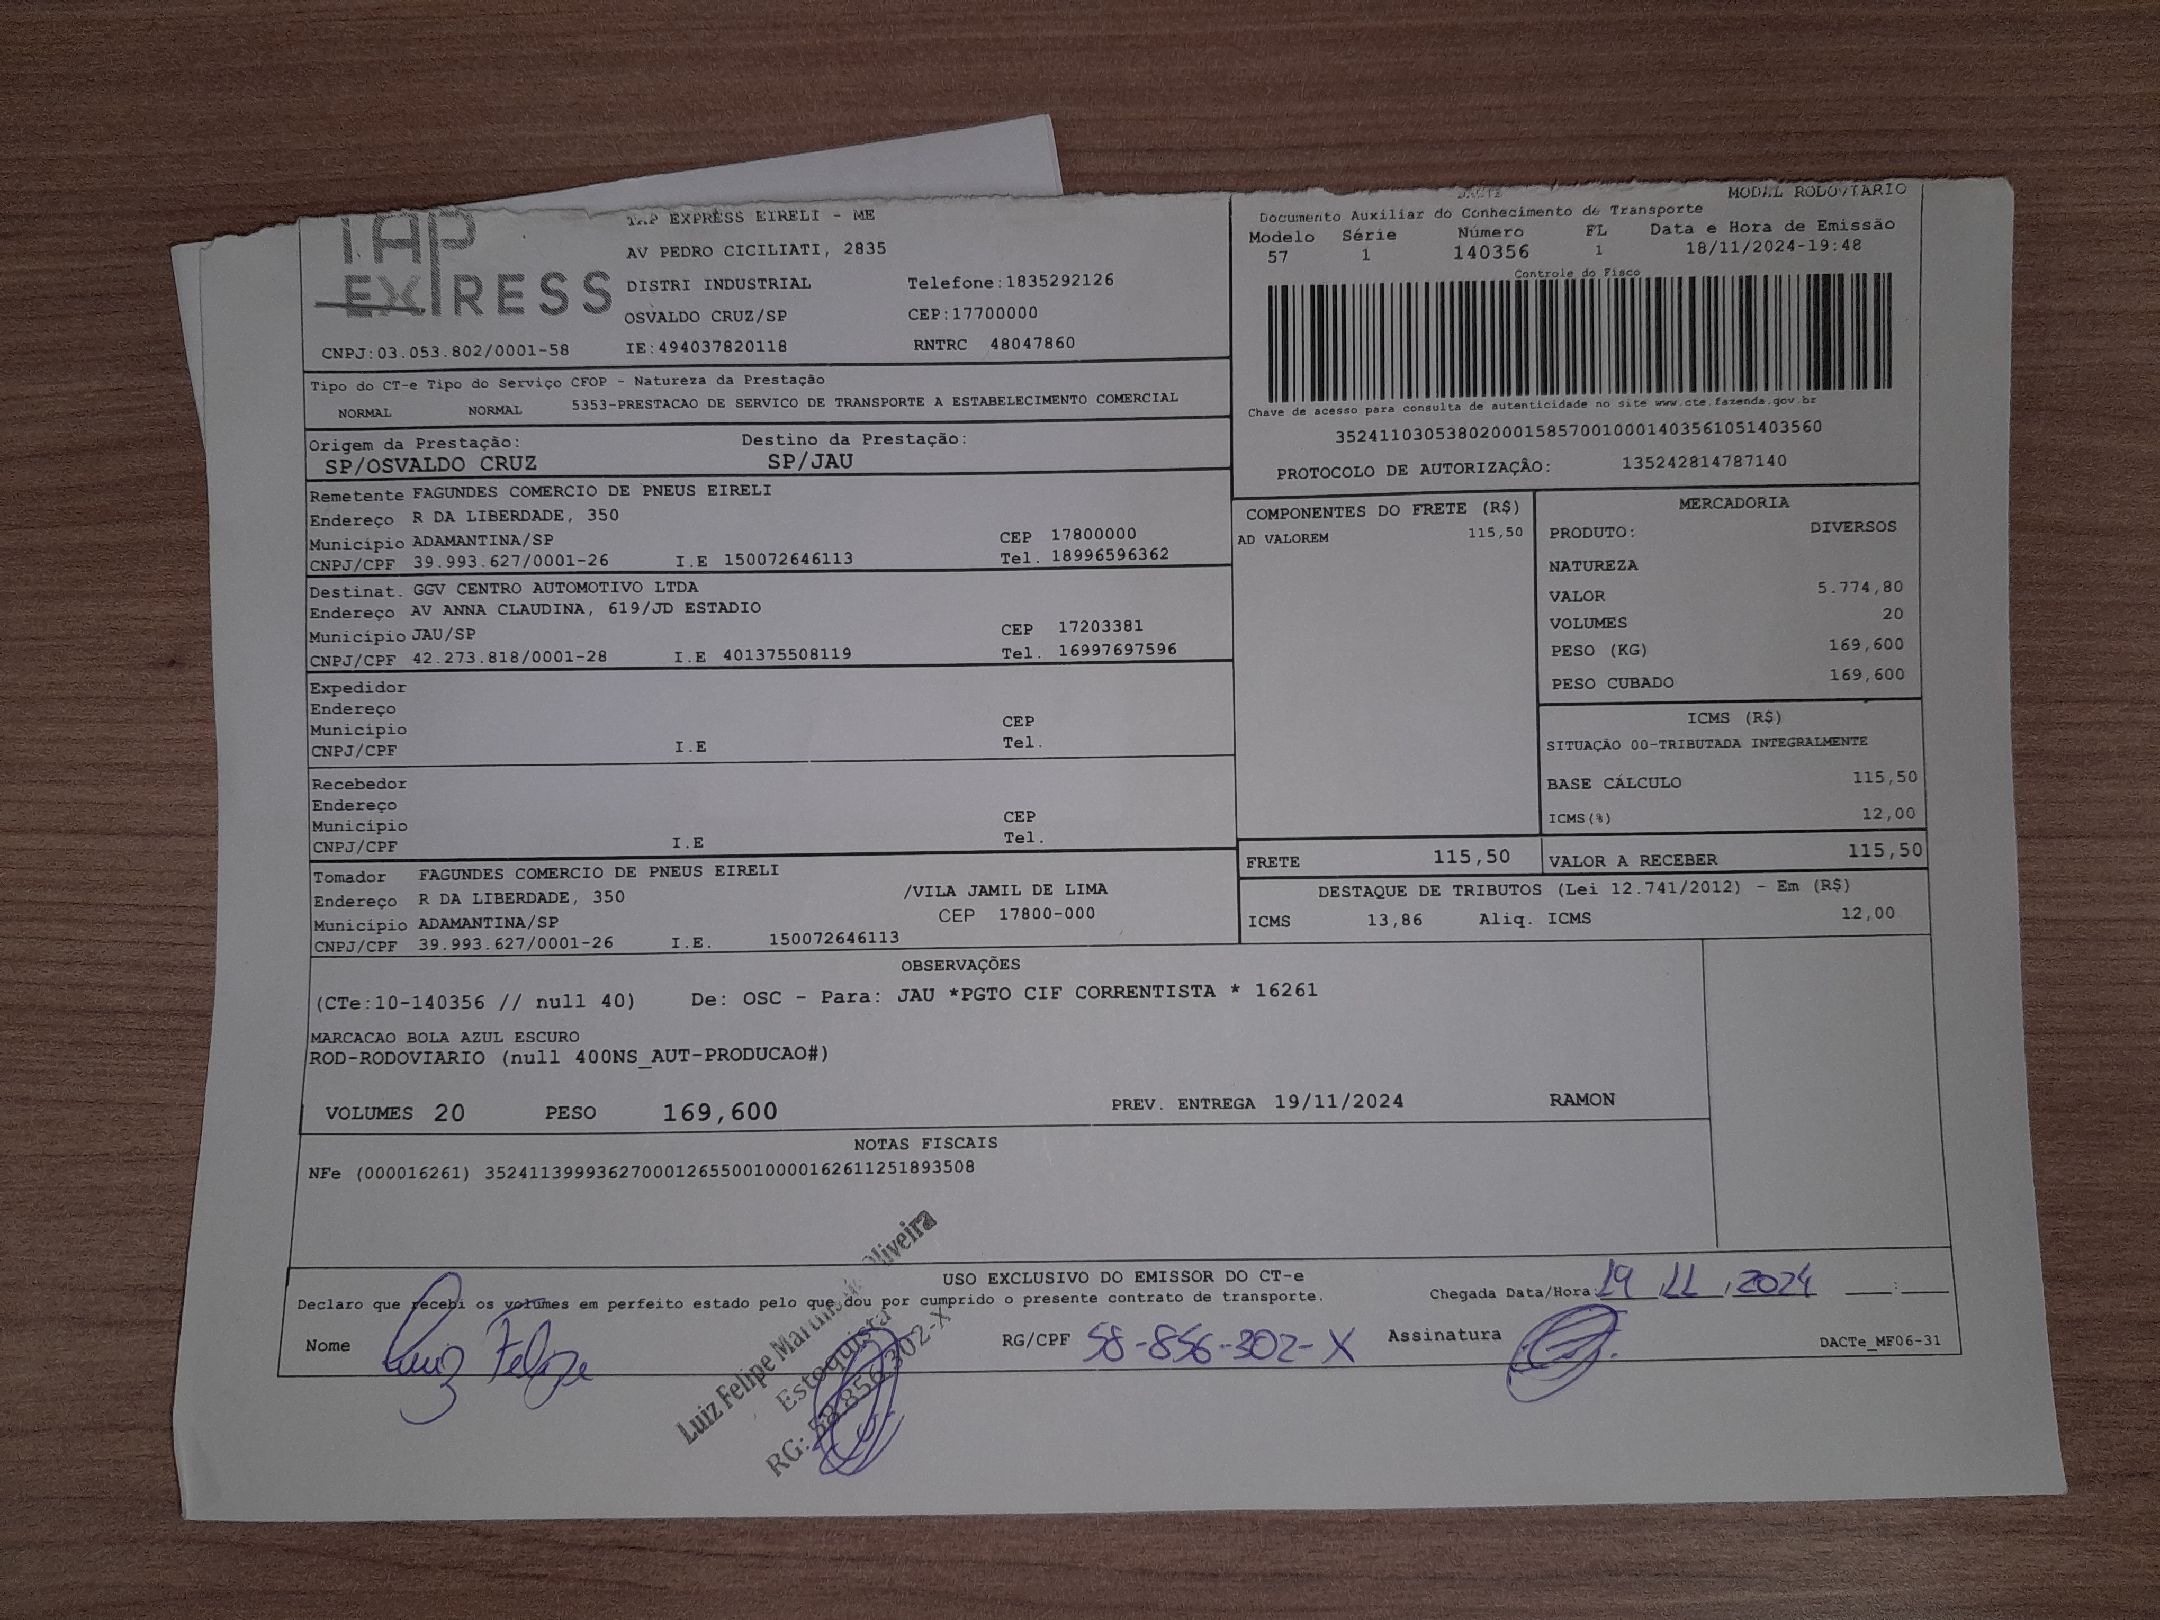 TAP
EXPRESS
CNPJ:03.053.802/0001-58
TAP EXPRESS EIRELI - ME
AV PEDRO CICILIATI, 2835
DISTRI INDUSTRIAL Telefone:1835292126
OSVALDO CRUZ/SP CEP:17700000
IE:494037820118 RNTRC 48047860
DACTE MODAL RODOVIARIO
Documento Auxiliar do Conhecimento de Transporte
Modelo Série Número FL Data e Hora de Emissão
57 1 140356 1 18/11/2024-19:48
Controle do Fisco
Chave de acesso para consulta de autenticidade no site www.cte.fazenda.gov.br
35241103053802000158570010001403561051403560
PROTOCOLO DE AUTORIZAÇÂO: 135242814787140
Tipo do CT-e Tipo do Serviço CFOP - Natureza da Prestação
NORMAL NORMAL 5353-PRESTACAO DE SERVICO DE TRANSPORTE A ESTABELECIMENTO COMERCIAL
Origem da Prestação: Destino da Prestação:
SP/OSVALDO CRUZ SP/JAU
Remetente FAGUNDES COMERCIO DE PNEUS EIRELI
Endereço R DA LIBERDADE, 350
Município ADAMANTINA/SP CEP 17800000
CNPJ/CPF 39.993.627/0001-26 I.E 150072646113 Tel. 18996596362
Destinat. GGV CENTRO AUTOMOTIVO LTDA
Endereço AV ANNA CLAUDINA, 619/JD ESTADIO
Município JAU/SP CEP 17203381
CNPJ/CPF 42.273.818/0001-28 I.E 401375508119 Tel. 16997697596
Expedidor
Endereço
Município CEP
CNPJ/CPF I.E Tel.
Recebedor
Endereço
Município CEP
CNPJ/CPF I.E Tel.
Tomador FAGUNDES COMERCIO DE PNEUS EIRELI
Endereço R DA LIBERDADE, 350 /VILA JAMIL DE LIMA
Município ADAMANTINA/SP CEP 17800-000
CNPJ/CPF 39.993.627/0001-26 I.E. 150072646113
COMPONENTES DO FRETE (R$)
AD VALOREM 115,50
MERCADORIA
PRODUTO: DIVERSOS
NATUREZA
VALOR 5.774,80
VOLUMES 20
PESO (KG) 169,600
PESO CUBADO 169,600
ICMS (R$)
SITUAÇÃO 00-TRIBUTADA INTEGRALMENTE
BASE CÁLCULO 115,50
ICMS(%) 12,00
FRETE 115,50 VALOR A RECEBER 115,50
DESTAQUE DE TRIBUTOS (Lei 12.741/2012) - Em (R$)
ICMS 13,86 Aliq. ICMS 12,00
OBSERVAÇÕES
(CTe:10-140356 // null 40) De: OSC - Para: JAU *PGTO CIF CORRENTISTA * 16261
MARCACAO BOLA AZUL ESCURO
ROD-RODOVIARIO (null 400NS_AUT-PRODUCAO#)
VOLUMES 20 PESO 169,600 PREV. ENTREGA 19/11/2024 RAMON
NOTAS FISCAIS
NFe (000016261) 35241139993627000126550010000162611251893508
USO EXCLUSIVO DO EMISSOR DO CT-e
Declaro que recebi os volumes em perfeito estado pelo que dou por cumprido o presente contrato de transporte.
Chegada Data/Hora 19 11 2024 :
Nome Luiz Felipe RG/CPF 58-856-302-X Assinatura
DACTe_MF06-31
Luiz Felipe Oliveira
Estoquista
RG: 58.856.302-X